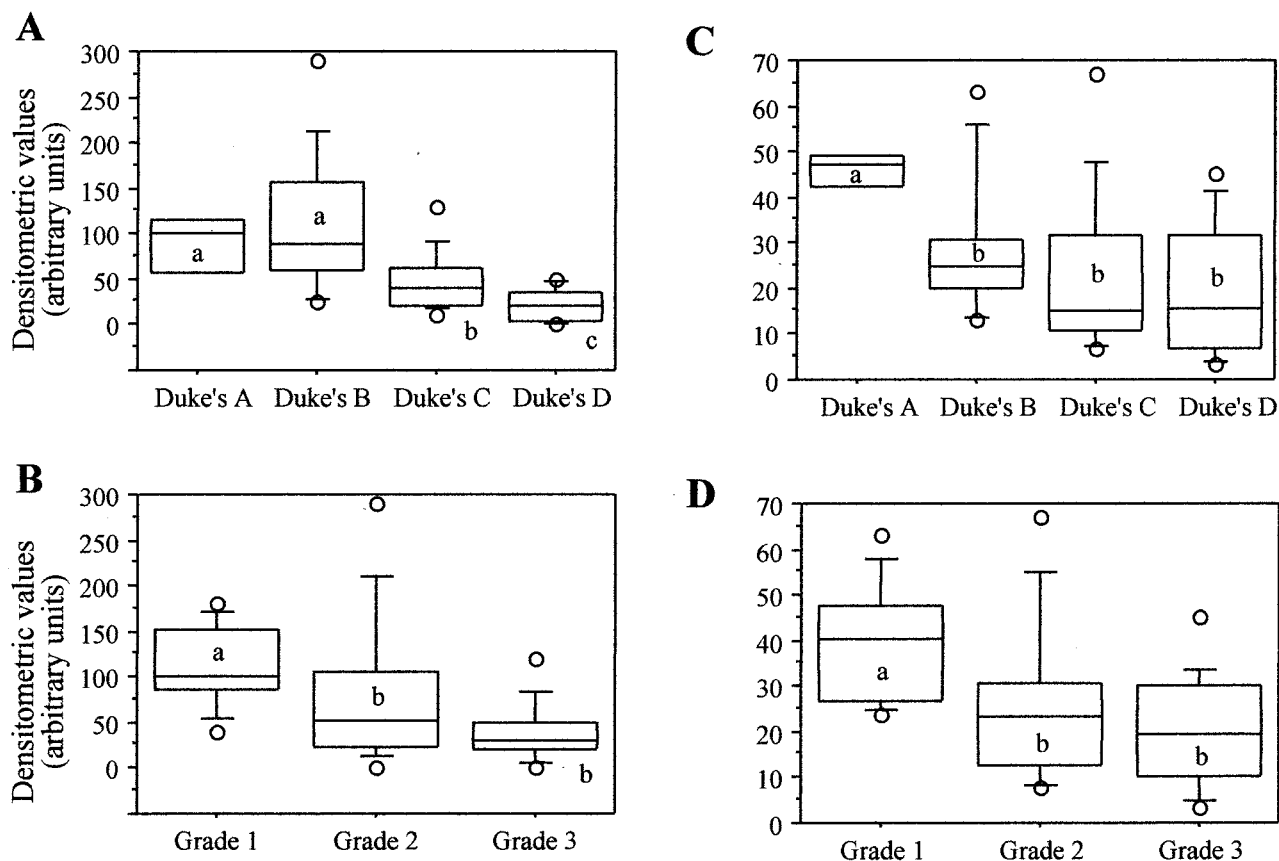 A
Densitometric values
(arbitrary units)
300
250
200
150
100
50
0
a
a
b
c
Duke's A Duke's B Duke's C Duke's D
C
70
60
50
40
30
20
10
0
a
b
b
b
Duke's A Duke's B Duke's C Duke's D
B
Densitometric values
(arbitrary units)
300
250
200
150
100
50
0
a
b
b
Grade 1 Grade 2 Grade 3
D
70
60
50
40
30
20
10
0
a
b
b
Grade 1 Grade 2 Grade 3